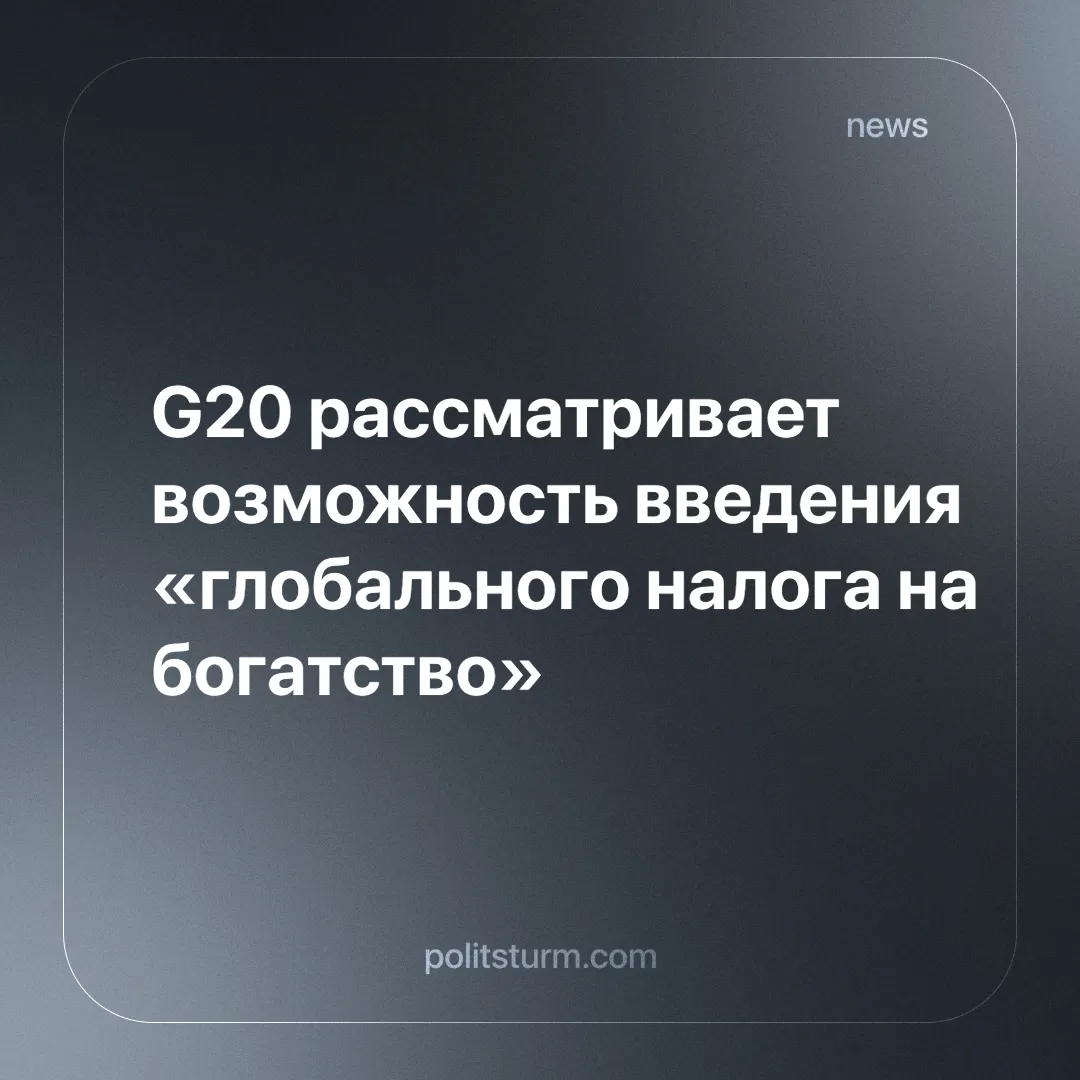 news
G20 рассматривает
возможность введения
«глобального налога на
богатство»
politsturm.com